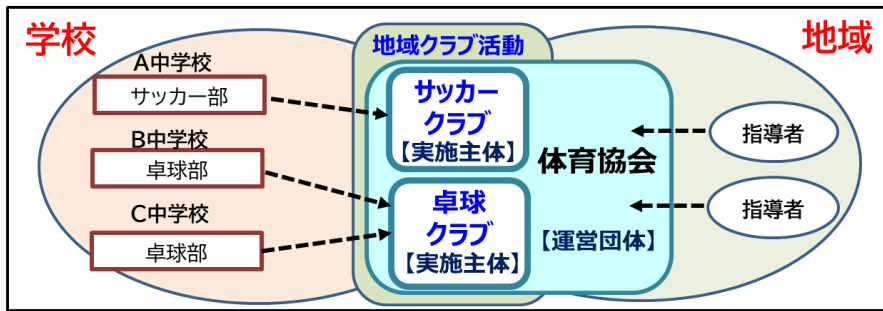 学校
地域
地域クラブ活動
A中学校
サッカー部
B中学校
卓球部
C中学校
卓球部
サッカー
クラブ
【実施主体】
卓球
クラブ
【実施主体】
体育協会
【運営団体】
指導者
指導者